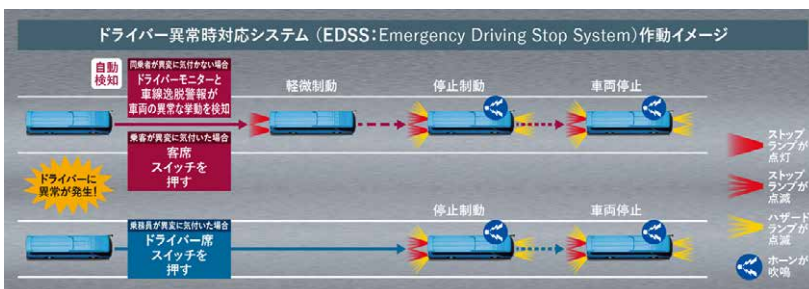 ドライバー異常時対応システム（EDSS：Emergency Driving Stop System）作動イメージ
自動
検知
同乗者が異変に気付かない場合
ドライバーモニターと
車線逸脱警報が
車両の異常な挙動を検知
軽微制動
停止制動
車両停止
乗客が異変に気付いた場合
客席
スイッチを
押す
ドライバーに
異常が発生！
乗務員が異変に気付いた場合
ドライバー席
スイッチを
押す
停止制動
車両停止
ストップ
ランプが
点灯
ストップ
ランプが
点滅
ハザード
ランプが
点滅
ホーンが
吹鳴